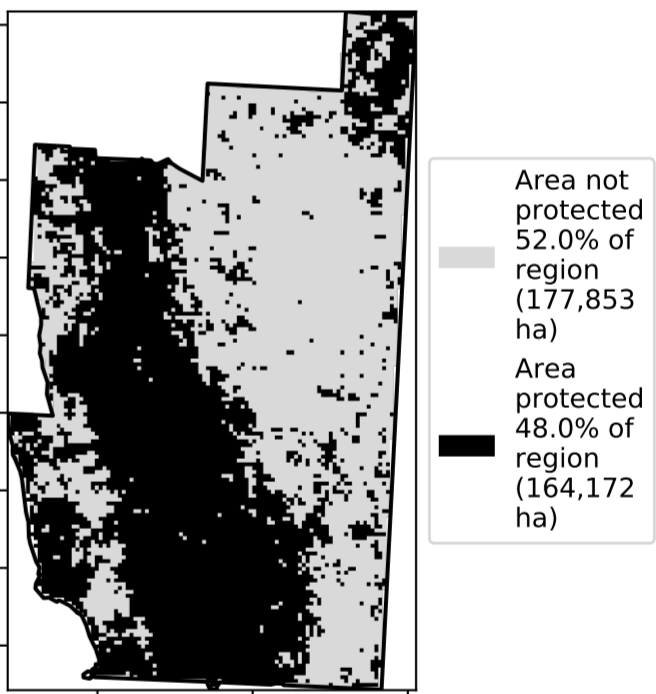 Area not
protected
52.0% of
region
(177,853
ha)
Area
protected
48.0% of
region
(164,172
ha)